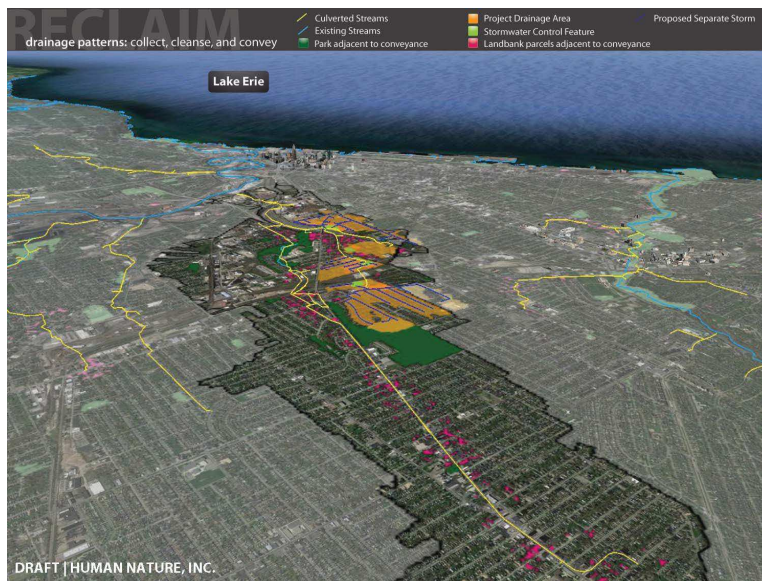 RECLAIM
drainage patterns: collect, cleanse, and convey
Culverted Streams
Existing Streams
Park adjacent to conveyance
Project Drainage Area
Stormwater Control Feature
Landbank parcels adjacent to conveyance
Proposed Separate Storm
Lake Erie
DRAFT | HUMAN NATURE, INC.